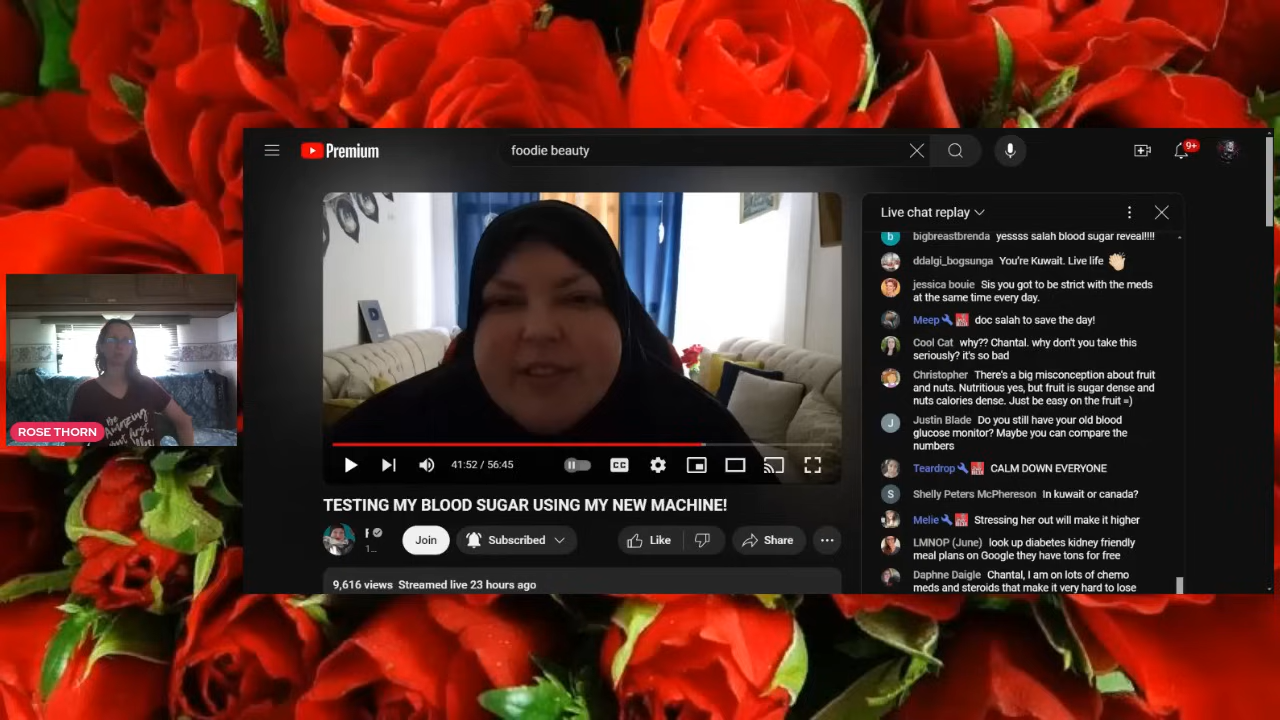 Premium
foodie beauty
9+
Live chat replay
bigbreastbrenda yessss salah blood sugar reveal!!!!
ddalgi_bogsunga You're Kuwait. Live life
jessica bouie Sis you got to be strict with the meds
at the same time every day.
Meep doc salah to save the day!
Cool Cat why?? Chantal. why don't you take this
seriously? it's so bad
Christopher There's a big misconception about fruit
and nuts. Nutritious yes, but fruit is sugar dense and
nuts calories dense. Just be easy on the fruit =)
Justin Blade Do you still have your old blood
glucose monitor? Maybe you can compare the
numbers
Teardrop CALM DOWN EVERYONE
Shelly Peters McPhereson In kuwait or canada?
Melie Stressing her out will make it higher
LMNOP (June) look up diabetes kidney friendly
meal plans on Google they have tons for free
Daphne Daigle Chantal, I am on lots of chemo
meds and steroids that make it very hard to lose
ROSE THORN
41:52 / 56:45
CC
TESTING MY BLOOD SUGAR USING MY NEW MACHINE!
1...
Join
Subscribed
Like
Share
9,616 views Streamed live 23 hours ago